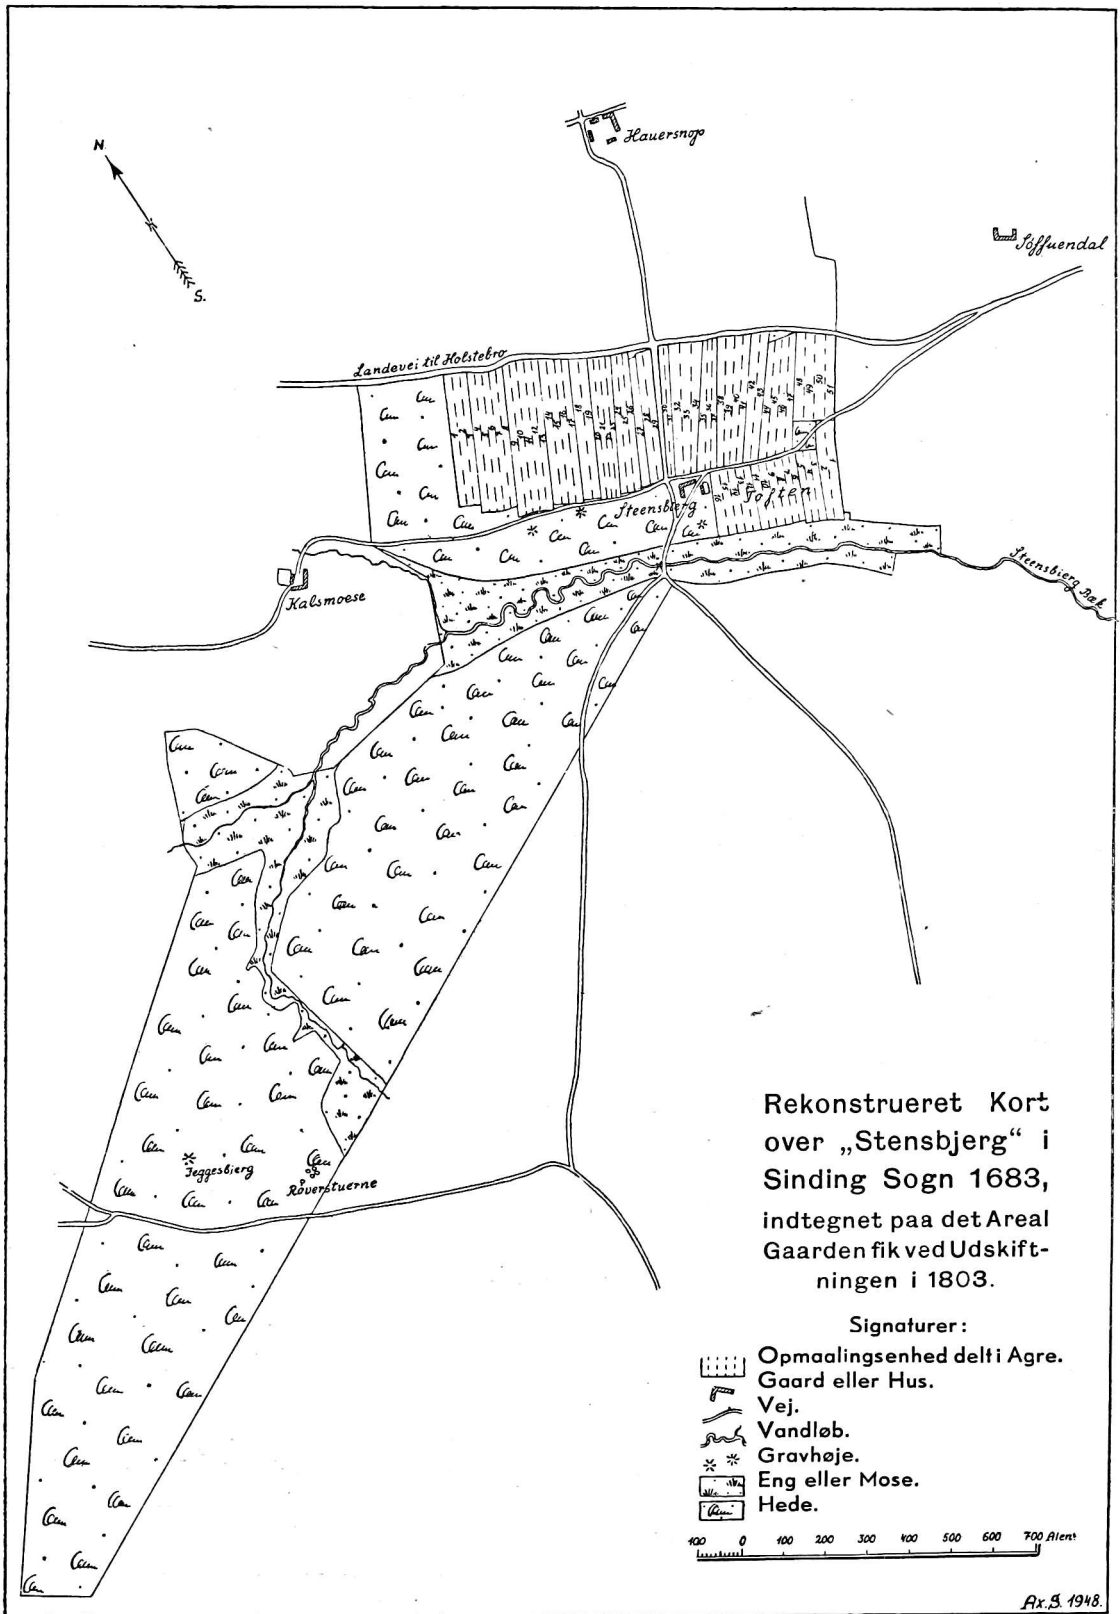 Hauersnop
N.
Söffuendal
S.
Landevei til Holstebro
Steensbierg
Toften
Steensbierg Bæk
Kalsmoese
Jeggesbierg
Röverstuerne
Rekonstrueret Kort
over „Stensbjerg“ i
Sinding Sogn 1683,
indtegnet paa det Areal
Gaarden fik ved Udskift-
ningen i 1803.
Signaturer:
Opmaalingsenhed delt i Agre.
Gaard eller Hus.
Vej.
Vandløb.
Gravhøje.
Eng eller Mose.
Hede.
100 0 100 200 300 400 500 600 700 Alen
Ax. S. 1948.